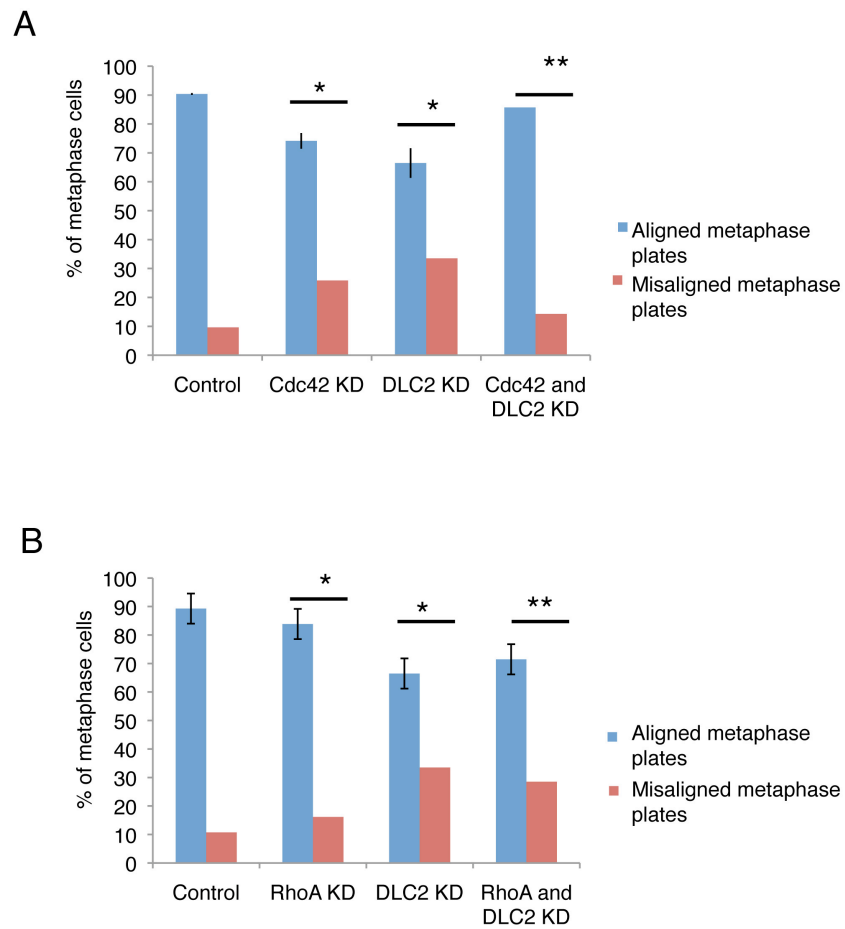 A
**
*
*
100
90
80
70
60
50
40
30
20
10
0
% of metaphase cells
Aligned metaphase
plates
Misaligned metaphase
plates
Control
Cdc42 KD
DLC2 KD
Cdc42 and
DLC2 KD
B
*
*
**
100
90
80
70
60
50
40
30
20
10
0
% of metaphase cells
Aligned metaphase
plates
Misaligned metaphase
plates
Control
RhoA KD
DLC2 KD
RhoA and
DLC2 KD